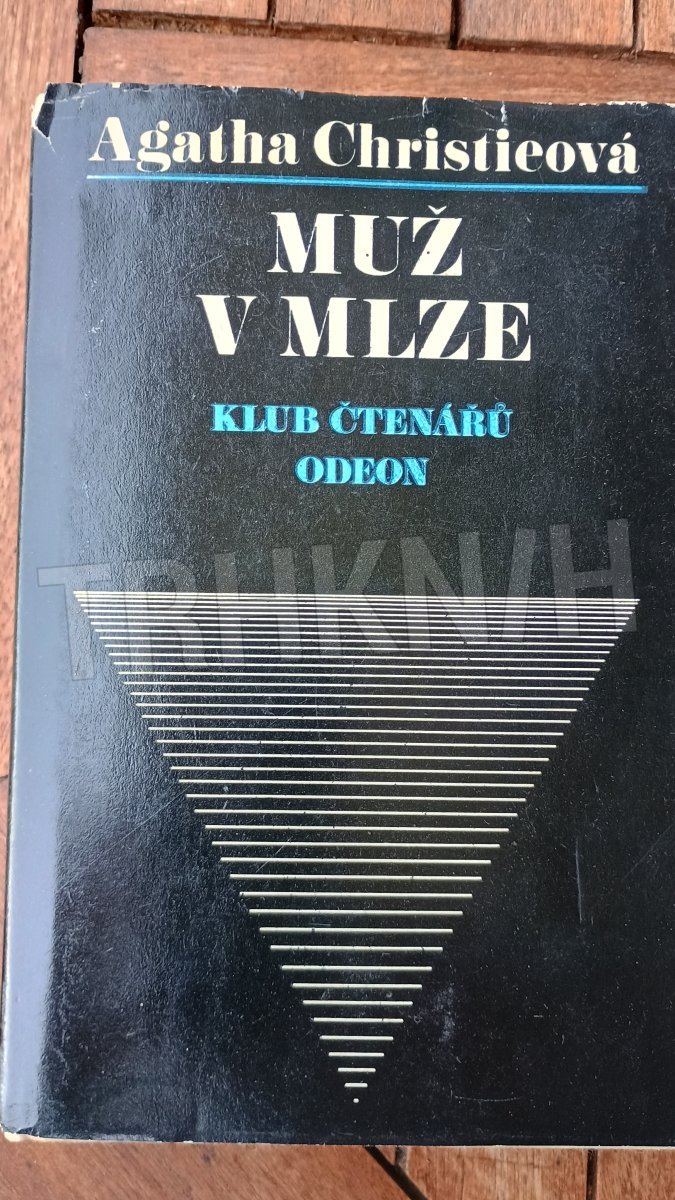 Agatha Christieová
MUŽ
V MLZE
KLUB ČTENÁŘŮ
ODEON
TRHKNIH